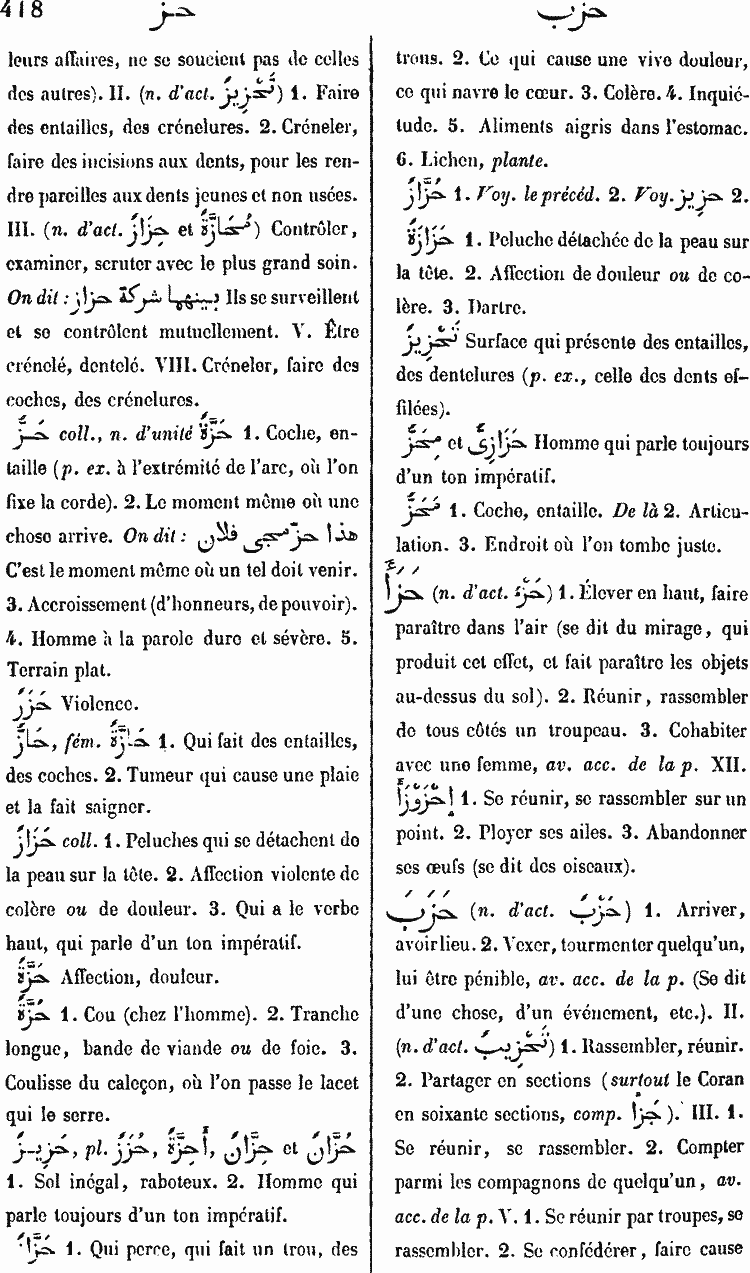 418
حز
حزب
leurs affaires, ne se soucient pas de celles
des autres). II. (n. d'act. تَحْزِيزٌ) 1. Faire
des entailles, des crénelures. 2. Créneler,
faire des incisions aux dents, pour les ren-
dre pareilles aux dents jeunes et non usées.
III. (n. d'act. حِزَازٌ et مُحَازَّةٌ) Contrôler,
examiner, scruter avec le plus grand soin.
On dit : بينهما شركة حزاز Ils se surveillent
et se contrôlent mutuellement. V. Être
crénelé, dentelé. VIII. Créneler, faire des
coches, des crénelures.
حَزٌّ coll., n. d'unité حَزَّةٌ 1. Coche, en-
taille (p. ex. à l'extrémité de l'arc, où l'on
fixe la corde). 2. Le moment même où une
chose arrive. On dit : هذا حزّ مجى فلان
C'est le moment même où un tel doit venir.
3. Accroissement (d'honneurs, de pouvoir).
4. Homme à la parole dure et sévère. 5.
Terrain plat.
حَزَزٌ Violence.
حَازٌّ, fém. حَازَّةٌ 1. Qui fait des entailles,
des coches. 2. Tumeur qui cause une plaie
et la fait saigner.
حَزَازٌ coll. 1. Peluches qui se détachent de
la peau sur la tête. 2. Affection violente de
colère ou de douleur. 3. Qui a le verbe
haut, qui parle d'un ton impératif.
حَزَّةٌ Affection, douleur.
حُزَّةٌ 1. Cou (chez l'homme). 2. Tranche
longue, bande de viande ou de foie. 3.
Coulisse du caleçon, où l'on passe le lacet
qui le serre.
حَزِيزٌ, pl. حُزُزٌ, أَحِزَّةٌ, حِزَّانٌ et حُزَّانٌ
1. Sol inégal, raboteux. 2. Homme qui
parle toujours d'un ton impératif.
حَزَّازٌ 1. Qui perce, qui fait un trou, des
trous. 2. Ce qui cause une vive douleur,
ce qui navre le cœur. 3. Colère. 4. Inquié-
tude. 5. Aliments aigris dans l'estomac.
6. Lichen, plante.
حُزَّازٌ 1. Voy. le précéd. 2. Voy. حزيز 2.
حَزَازَةٌ 1. Peluche détachée de la peau sur
la tête. 2. Affection de douleur ou de co-
lère. 3. Dartre.
تَحْزِيزٌ Surface qui présente des entailles,
des dentelures (p. ex., celle des dents ef-
filées).
مِحَزٌّ et حَزَازِىٌّ Homme qui parle toujours
d'un ton impératif.
مَحَزٌّ 1. Coche, entaille. De là 2. Articu-
lation. 3. Endroit où l'on tombe juste.
حَزَأَ (n. d'act. حَزْءٌ) 1. Élever en haut, faire
paraître dans l'air (se dit du mirage, qui
produit cet effet, et fait paraître les objets
au-dessus du sol). 2. Réunir, rassembler
de tous côtés un troupeau. 3. Cohabiter
avec une femme, av. acc. de la p. XII.
إِحْزَوْزَأَ 1. Se réunir, se rassembler sur un
point. 2. Ployer ses ailes. 3. Abandonner
ses œufs (se dit des oiseaux).
حَزَبَ (n. d'act. حَزْبٌ) 1. Arriver,
avoir lieu. 2. Vexer, tourmenter quelqu'un,
lui être pénible, av. acc. de la p. (Se dit
d'une chose, d'un événement, etc.). II.
(n. d'act. تَحْزِيبٌ) 1. Rassembler, réunir.
2. Partager en sections (surtout le Coran
en soixante sections, comp. جَزأ). III. 1.
Se réunir, se rassembler. 2. Compter
parmi les compagnons de quelqu'un, av.
acc. de la p. V. 1. Se réunir par troupes, se
rassembler. 2. Se confédérer, faire cause